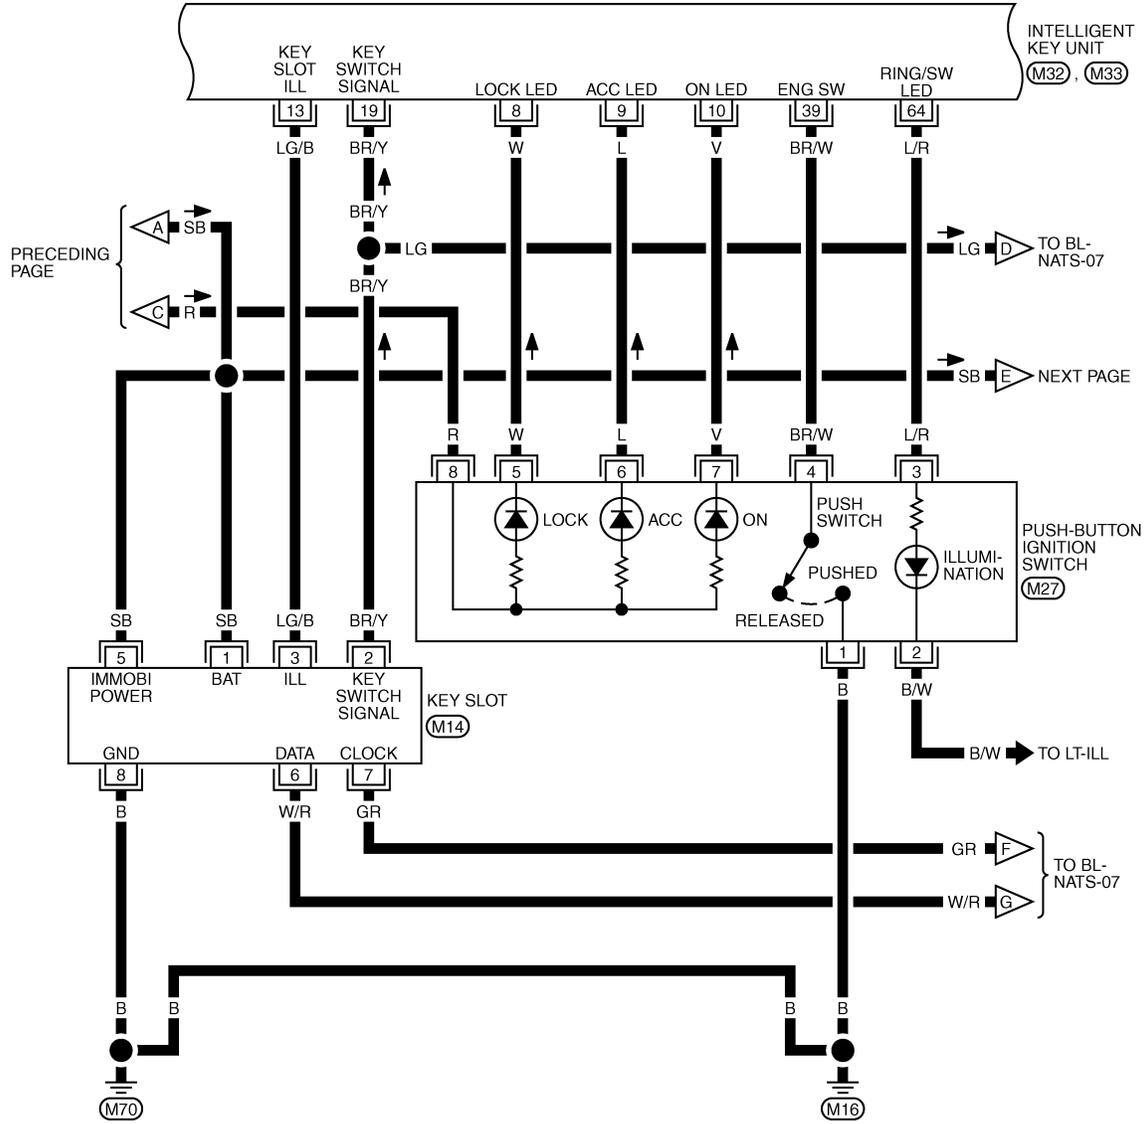 INTELLIGENT
KEY UNIT
M32 , M33
KEY
SLOT
ILL
KEY
SWITCH
SIGNAL
LOCK LED
ACC LED
ON LED
ENG SW
RING/SW
LED
13
19
8
9
10
39
64
LG/B
BR/Y
W
L
V
BR/W
L/R
BR/Y
PRECEDING
PAGE
A
SB
LG
LG
D
TO BL-
NATS-07
BR/Y
C
R
SB
E
NEXT PAGE
R
W
L
V
BR/W
L/R
8
5
6
7
4
3
LOCK
ACC
ON
PUSH
SWITCH
PUSHED
RELEASED
ILLUMI-
NATION
PUSH-BUTTON
IGNITION
SWITCH
M27
SB
SB
LG/B
BR/Y
5
1
3
2
1
2
IMMOBI
POWER
BAT
ILL
KEY
SWITCH
SIGNAL
KEY SLOT
M14
B
B/W
GND
DATA
CLOCK
B/W
TO LT-ILL
8
6
7
B
W/R
GR
GR
F
W/R
G
TO BL-
NATS-07
B
B
B
B
M70
M16